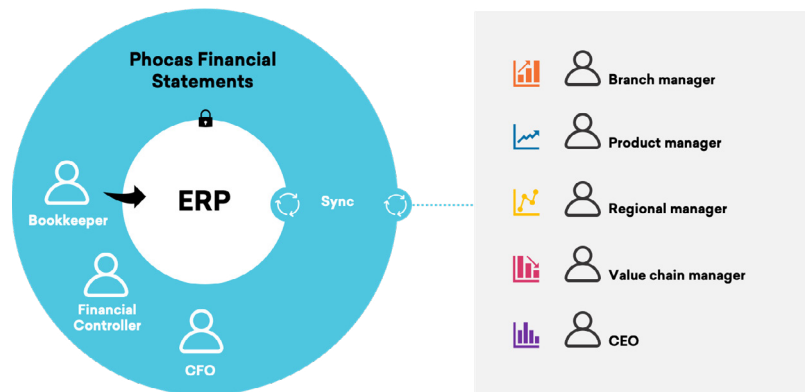 Phocas Financial
Statements
ERP
Sync
Bookkeeper
Financial
Controller
CFO
Branch manager
Product manager
Regional manager
Value chain manager
CEO